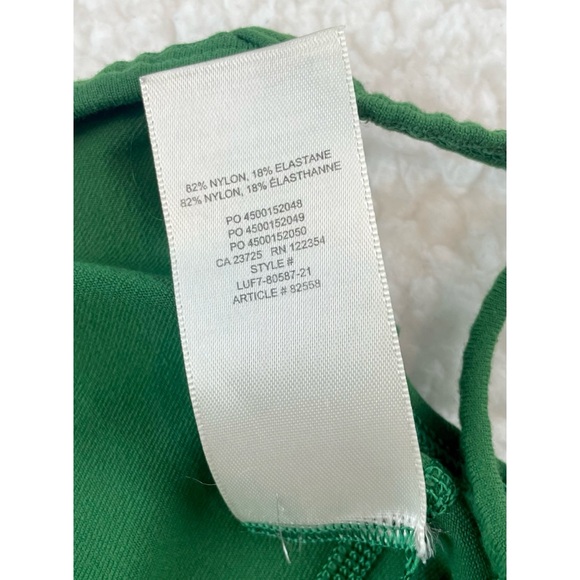 82% NYLON, 18% ELASTANE
82% NYLON, 18% ÉLASTHANNE
PO 4500152048
PO 4500152049
PO 4500152050
CA 23725 RN 122354
STYLE #
LUF7-80587-21
ARTICLE # 82558